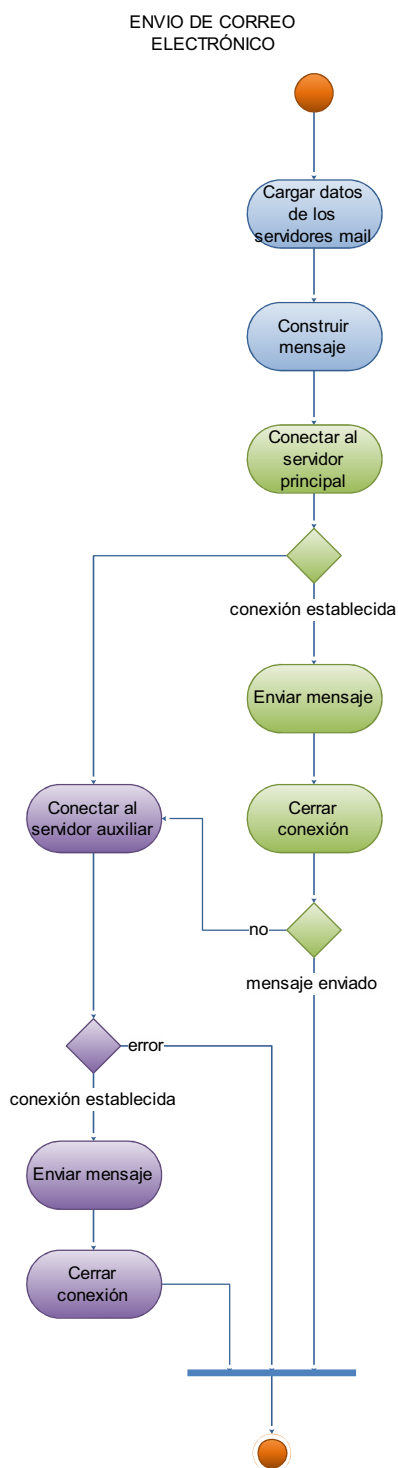 ENVIO DE CORREO
ELECTRÓNICO
Cargar datos
de los
servidores mail
Construir
mensaje
Conectar al
servidor
principal
conexión establecida
Enviar mensaje
Conectar al
servidor auxiliar
Cerrar
conexión
no
mensaje enviado
error
conexión establecida
Enviar mensaje
Cerrar
conexión